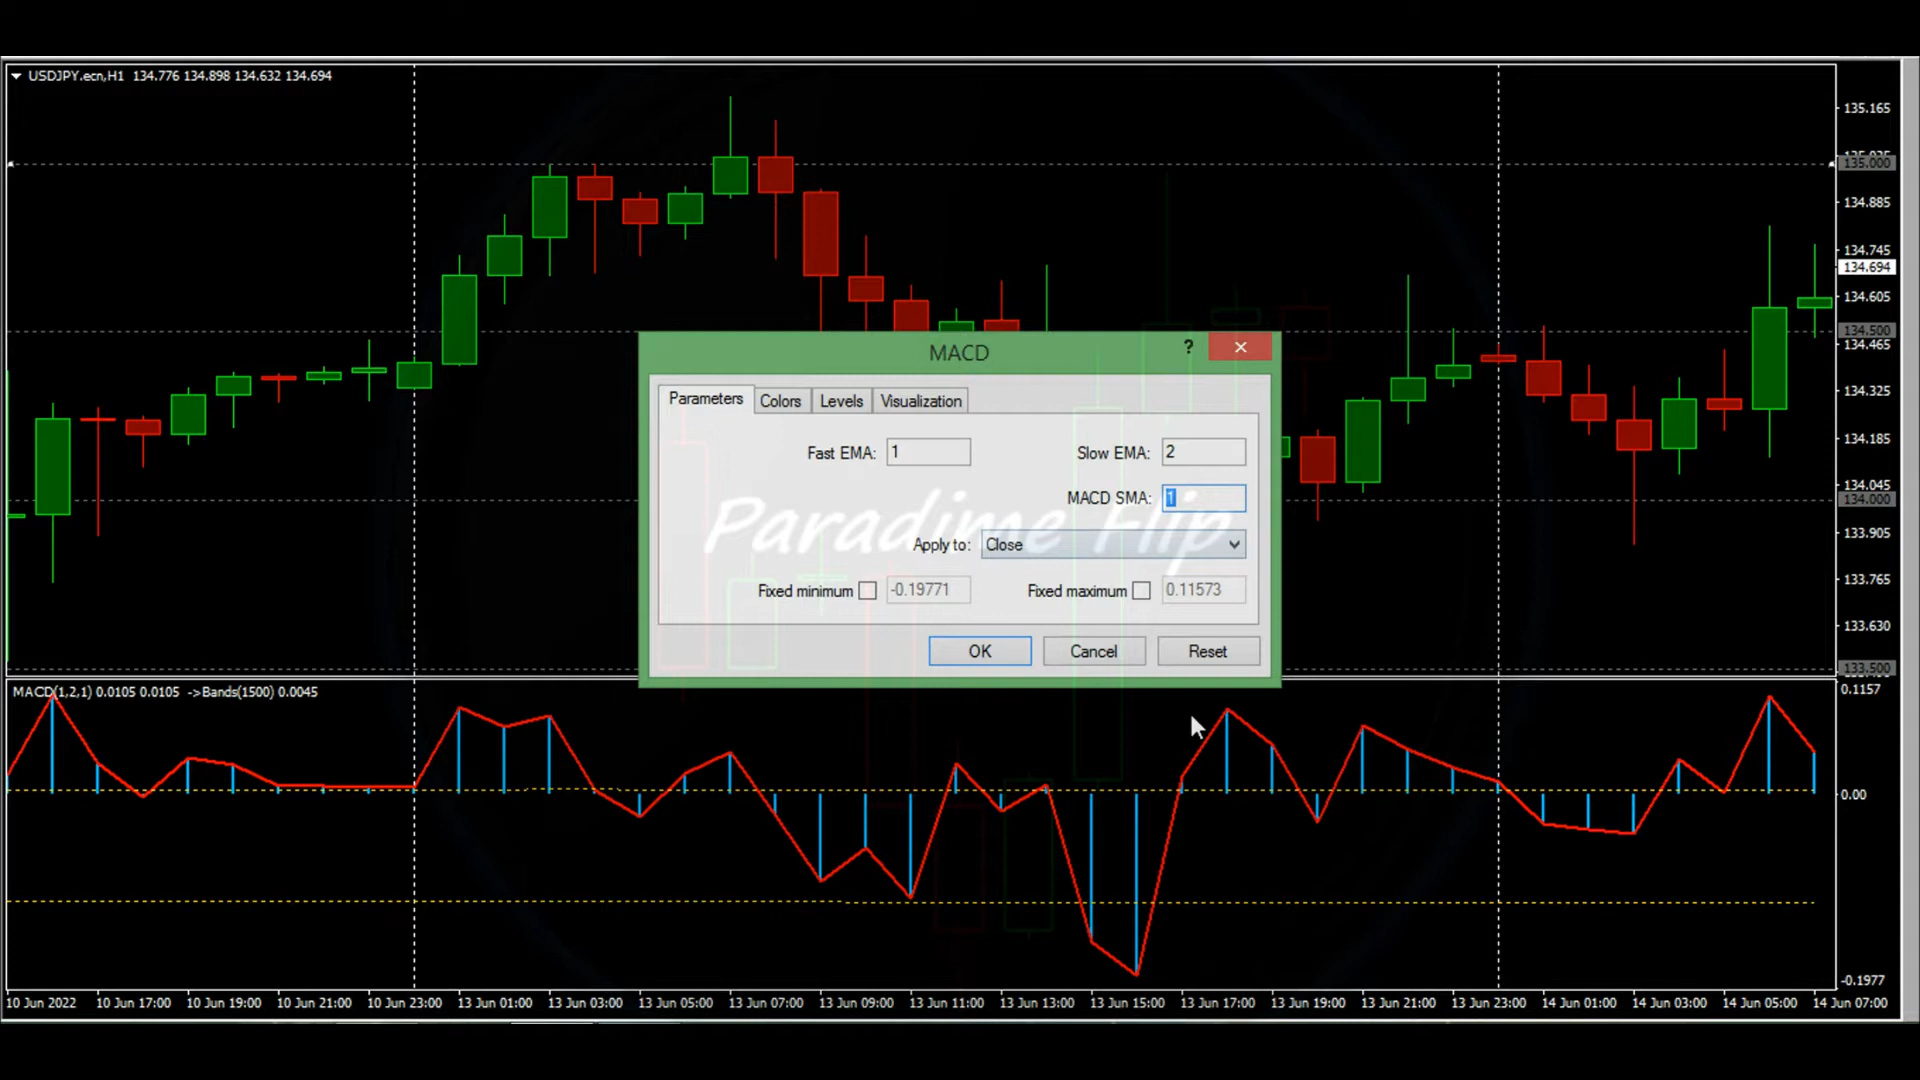 USDJPY.ecn,H1 134.776 134.898 134.632 134.694
135.165
135.000
134.885
134.745
134.694
134.605
134.500
134.465
134.325
134.185
134.045
134.000
133.905
133.765
133.630
133.500
MACD
?
Parameters Colors Levels Visualization
Fast EMA: 1 Slow EMA: 2
MACD SMA: 1
Paradime Flip
Apply to: Close
Fixed minimum -0.19771 Fixed maximum 0.11573
OK Cancel Reset
MACD(1,2,1) 0.0105 0.0105 ->Bands(1500) 0.0045
0.1157
0.00
-0.1977
10 Jun 2022 10 Jun 17:00 10 Jun 19:00 10 Jun 21:00 10 Jun 23:00 13 Jun 01:00 13 Jun 03:00 13 Jun 05:00 13 Jun 07:00 13 Jun 09:00 13 Jun 11:00 13 Jun 13:00 13 Jun 15:00 13 Jun 17:00 13 Jun 19:00 13 Jun 21:00 13 Jun 23:00 14 Jun 01:00 14 Jun 03:00 14 Jun 05:00 14 Jun 07:00